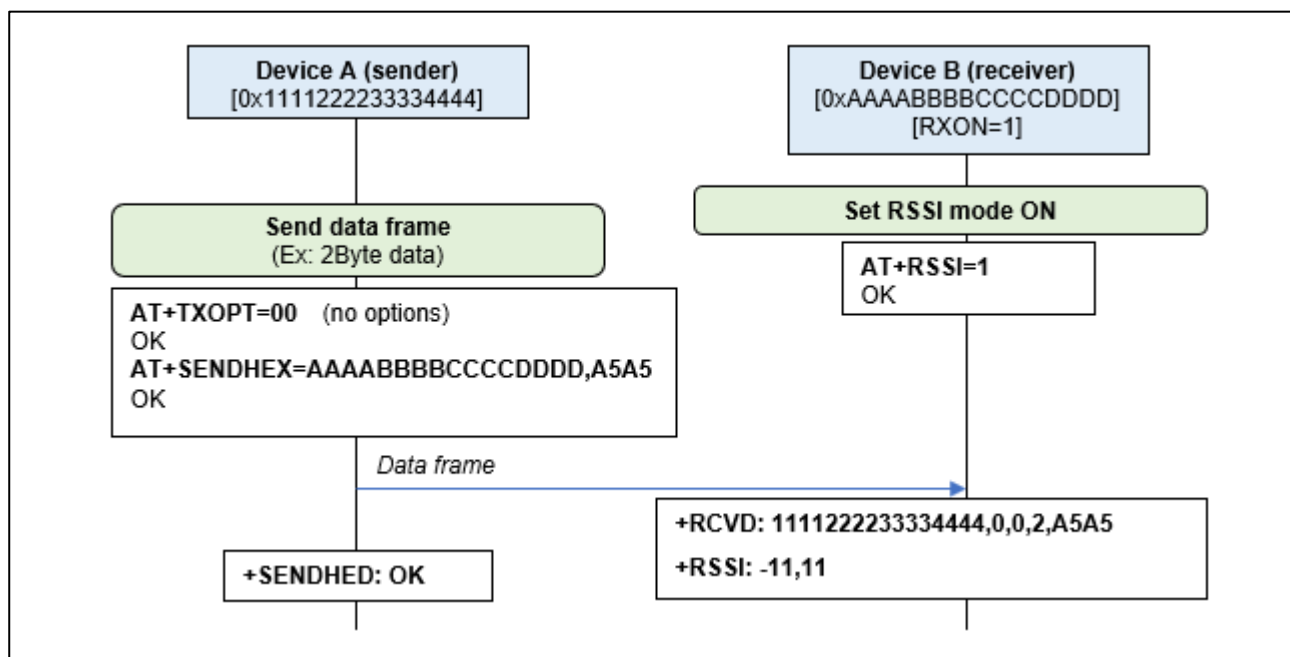 Device A (sender)
[0x1111222233334444]
Device B (receiver)
[0xAAAABBBBCCCCDDDD]
[RXON=1]
Set RSSI mode ON
Send data frame
(Ex: 2Byte data)
AT+RSSI=1
OK
AT+TXOPT=00 (no options)
OK
AT+SENDHEX=AAAABBBBCCCCDDDD,A5A5
OK
Data frame
+RCVD: 1111222233334444,0,0,2,A5A5
+RSSI: -11,11
+SENDHED: OK